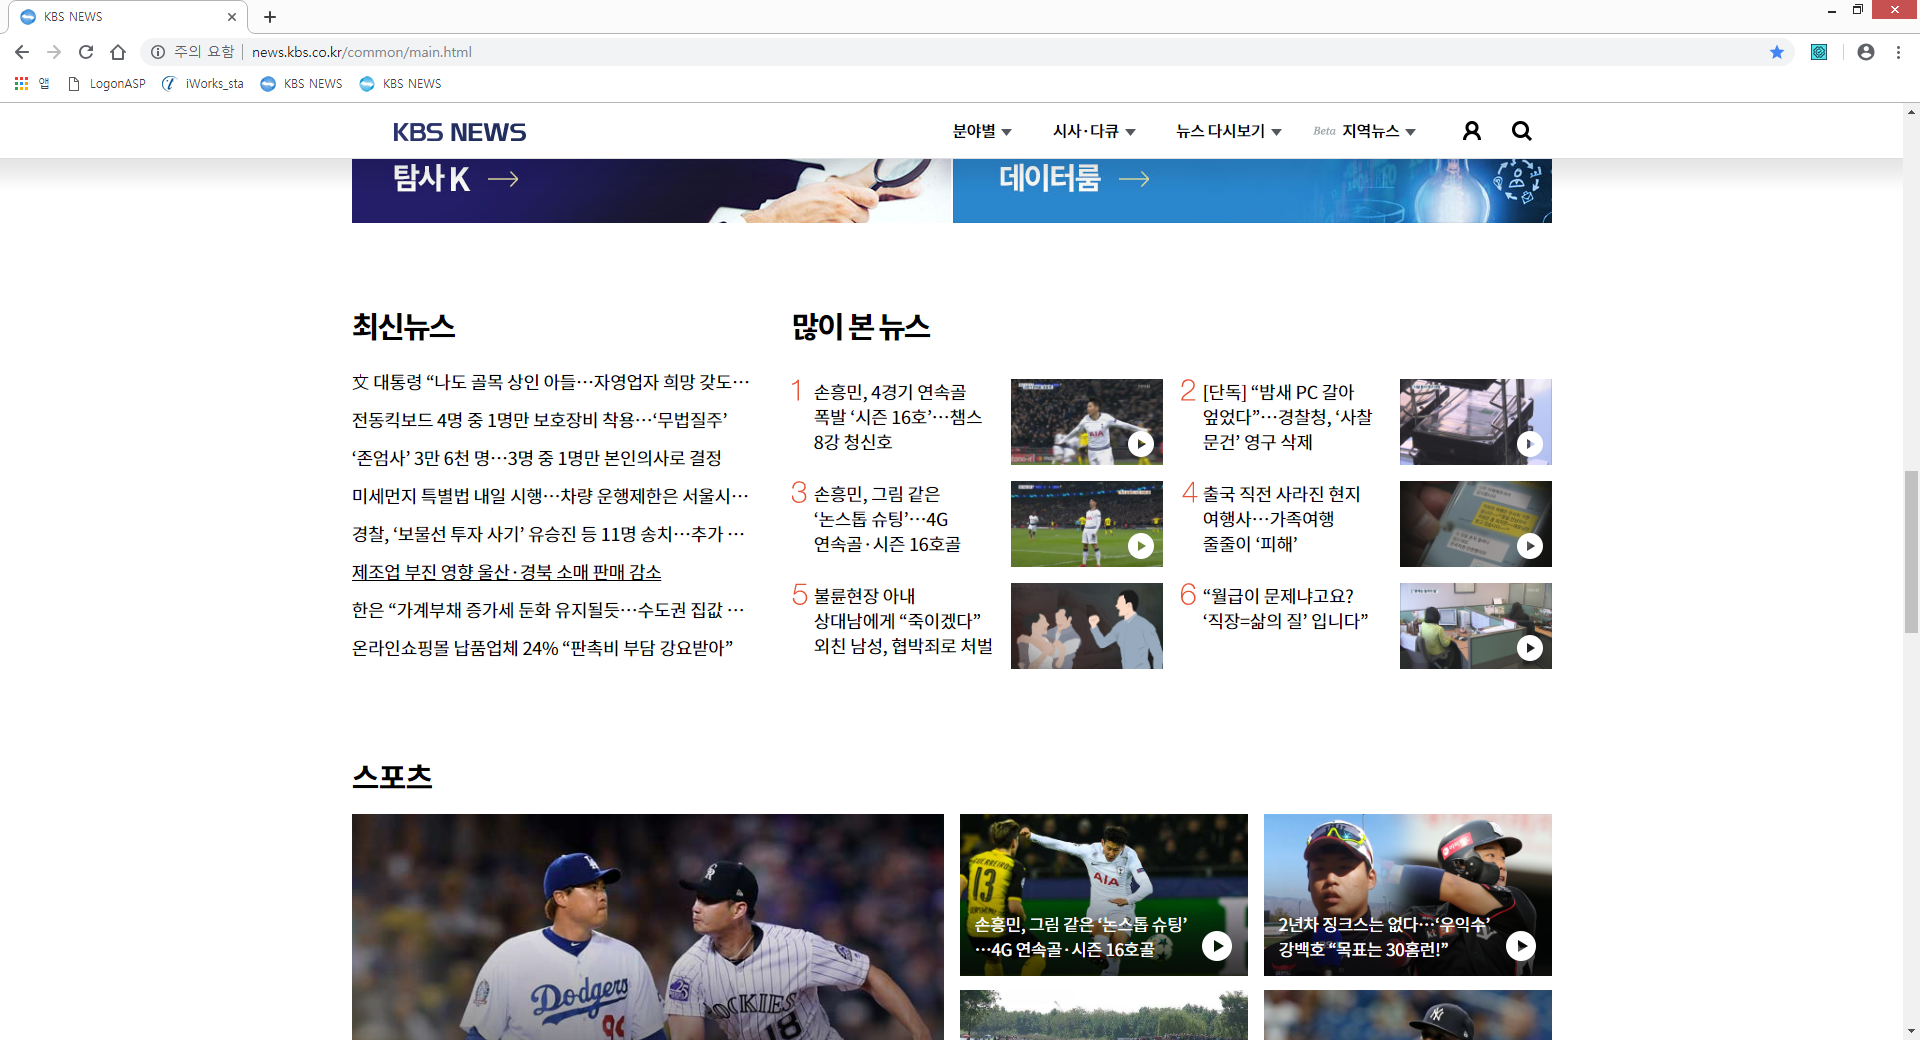 KBS NEWS
주의 요함
news.kbs.co.kr/common/main.html
앱
LogonASP
iWorks_sta
KBS NEWS
KBS NEWS
KBS NEWS
분야별
시사·다큐
뉴스 다시보기
Beta 지역뉴스
탐사 K
데이터룸
최신뉴스
文 대통령 “나도 골목 상인 아들…자영업자 희망 갖도…
전동킥보드 4명 중 1명만 보호장비 착용…‘무법질주’
‘존엄사’ 3만 6천 명…3명 중 1명만 본인의사로 결정
미세먼지 특별법 내일 시행…차량 운행제한은 서울시…
경찰, ‘보물선 투자 사기’ 유승진 등 11명 송치…추가 …
제조업 부진 영향 울산·경북 소매 판매 감소
한은 “가계부채 증가세 둔화 유지될듯…수도권 집값 …
온라인쇼핑몰 납품업체 24% “판촉비 부담 강요받아”
많이 본 뉴스
1 손흥민, 4경기 연속골
폭발 ‘시즌 16호’…챔스
8강 청신호
2 [단독] “밤새 PC 갈아
엎었다”…경찰청, ‘사찰
문건’ 영구 삭제
3 손흥민, 그림 같은
‘논스톱 슈팅’…4G
연속골·시즌 16호골
4 출국 직전 사라진 현지
여행사…가족여행
줄줄이 ‘피해’
5 불륜현장 아내
상대남에게 “죽이겠다”
외친 남성, 협박죄로 처벌
6 “월급이 문제냐고요?
‘직장=삶의 질’ 입니다”
스포츠
LA
CR
Dodgers
99
ROCKIES
18
GUERREIRO
13
AIA
손흥민, 그림 같은 ‘논스톱 슈팅’
…4G 연속골·시즌 16호골
2년차 징크스는 없다…‘우익수’
강백호 “목표는 30홈런!”